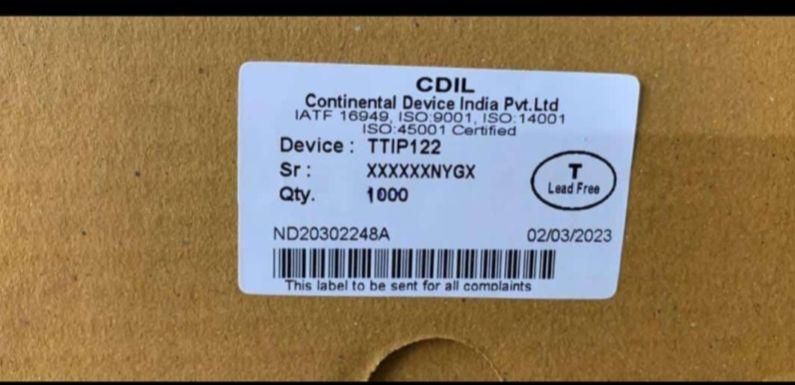 CDIL
Continental Device India Pvt.Ltd
IATF 16949, ISO:9001, ISO:14001
ISO:45001 Certified
Device : TTIP122
Sr : XXXXXXNYGX
Qty. 1000
T
Lead Free
ND20302248A 02/03/2023
This label to be sent for all complaints